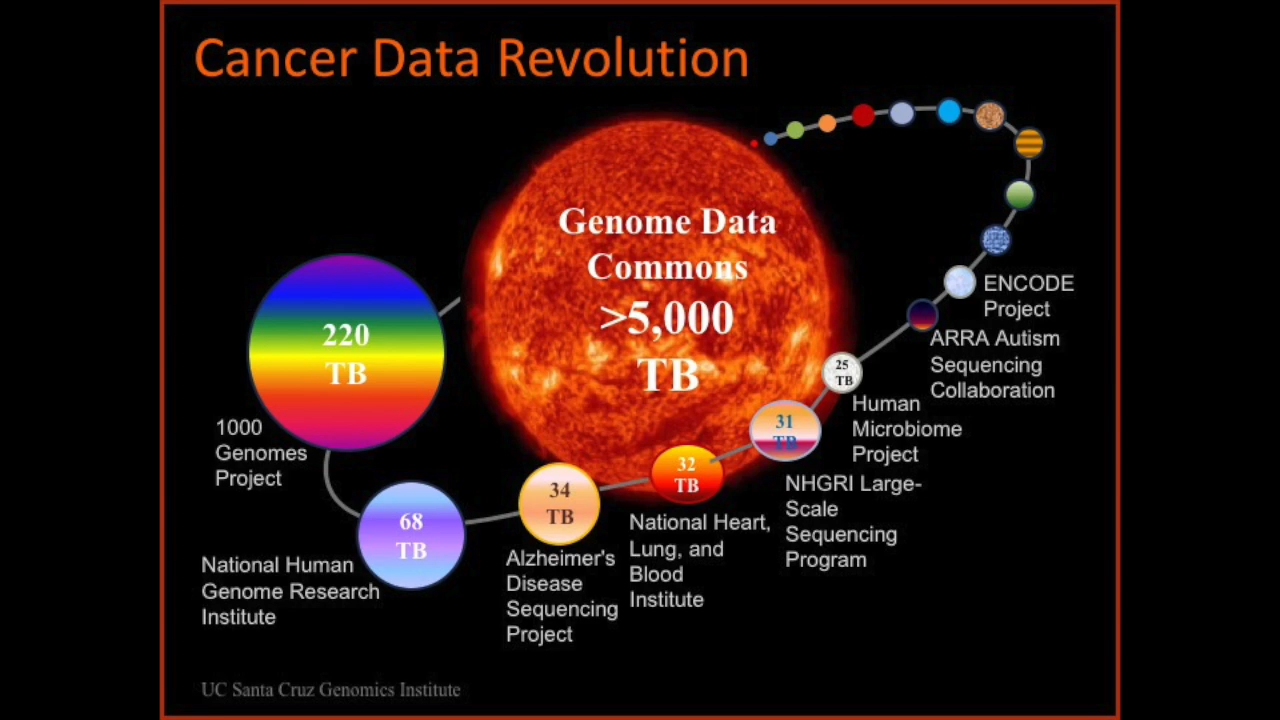 Cancer Data Revolution
Genome Data
Commons
>5,000
TB
220
TB
1000
Genomes
Project
68
TB
National Human
Genome Research
Institute
34
TB
Alzheimer's
Disease
Sequencing
Project
32
TB
National Heart,
Lung, and
Blood
Institute
31
TB
NHGRI Large-
Scale
Sequencing
Program
25
TB
Human
Microbiome
Project
ARRA Autism
Sequencing
Collaboration
ENCODE
Project
UC Santa Cruz Genomics Institute